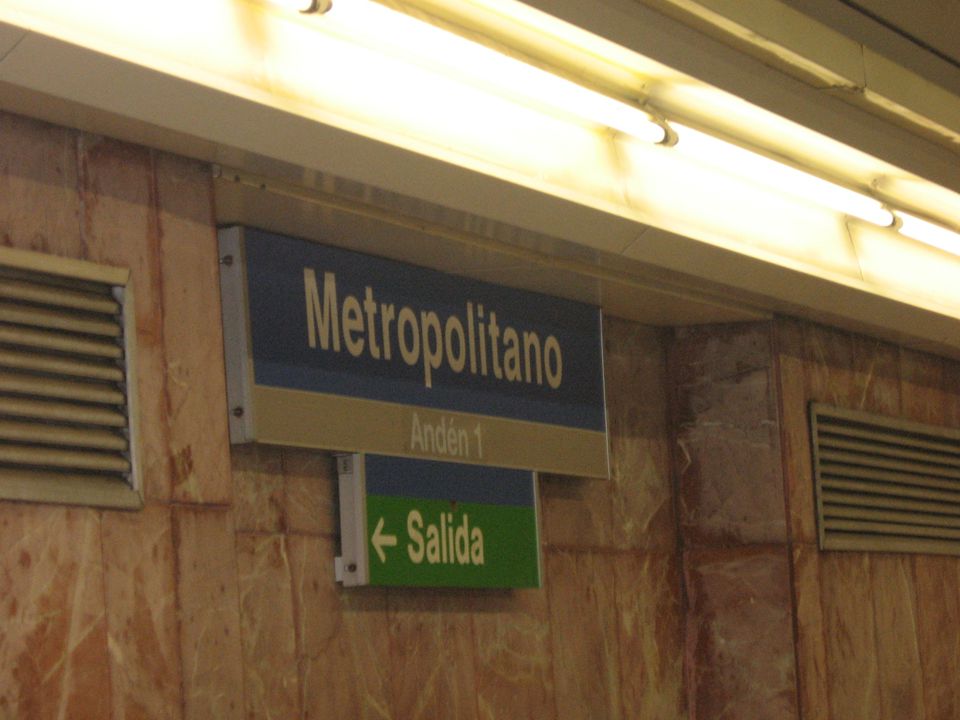 Metropolitano
Andén 1
← Salida